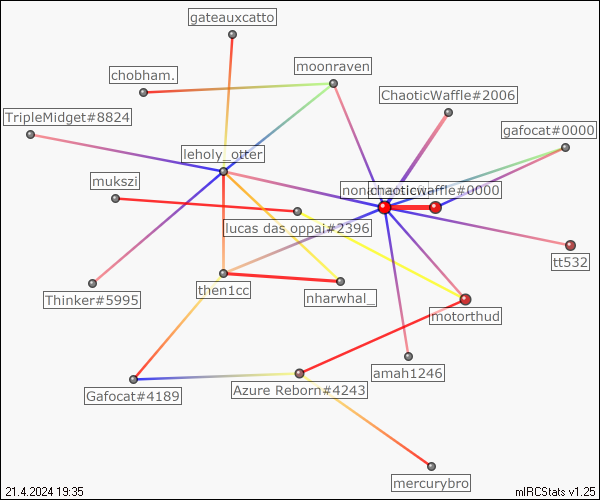 gateauxcatto
moonraven
chobham.
ChaoticWaffle#2006
TripleMidget#8824
gafocat#0000
leholy_otter
mukszi
chaoticwaffle#0000
lucas das oppai#2396
tt532
then1cc
Thinker#5995
nharwhal_
motorthud
amah1246
Gafocat#4189
Azure Reborn#4243
mercurybro
21.4.2024 19:35
mIRCStats v1.25